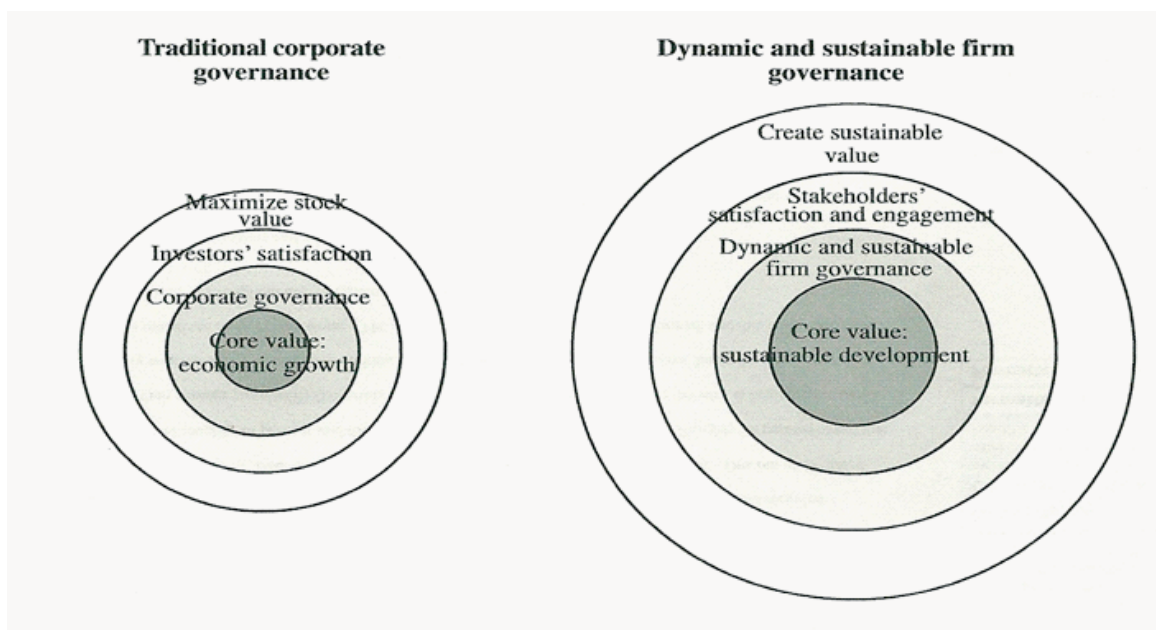 Traditional corporate
governance
Maximize stock
value
Investors' satisfaction
Corporate governance
Core value:
economic growth
Dynamic and sustainable firm
governance
Create sustainable
value
Stakeholders'
satisfaction and engagement
Dynamic and sustainable
firm governance
Core value:
sustainable development